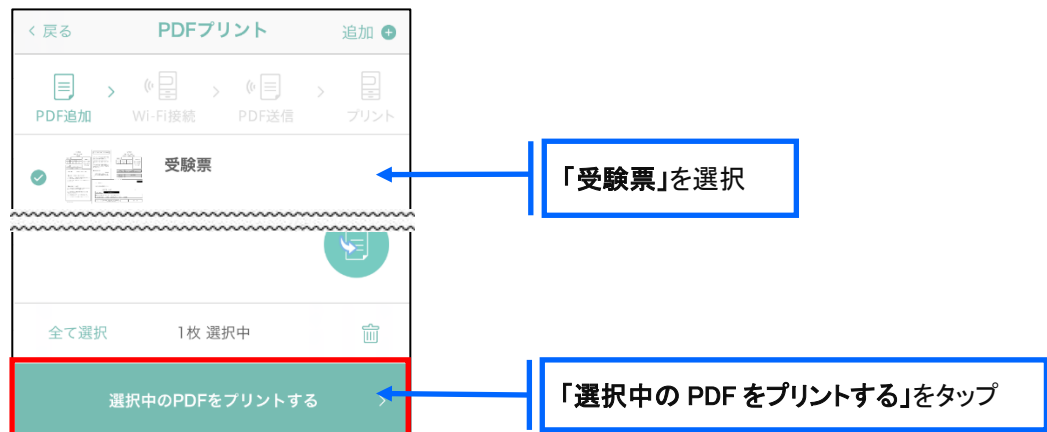 < 戻る PDFプリント 追加
PDF追加 Wi-Fi接続 PDF送信 プリント
受験票
「受験票」を選択
全て選択 1枚 選択中
選択中のPDFをプリントする
「選択中の PDF をプリントする」をタップ